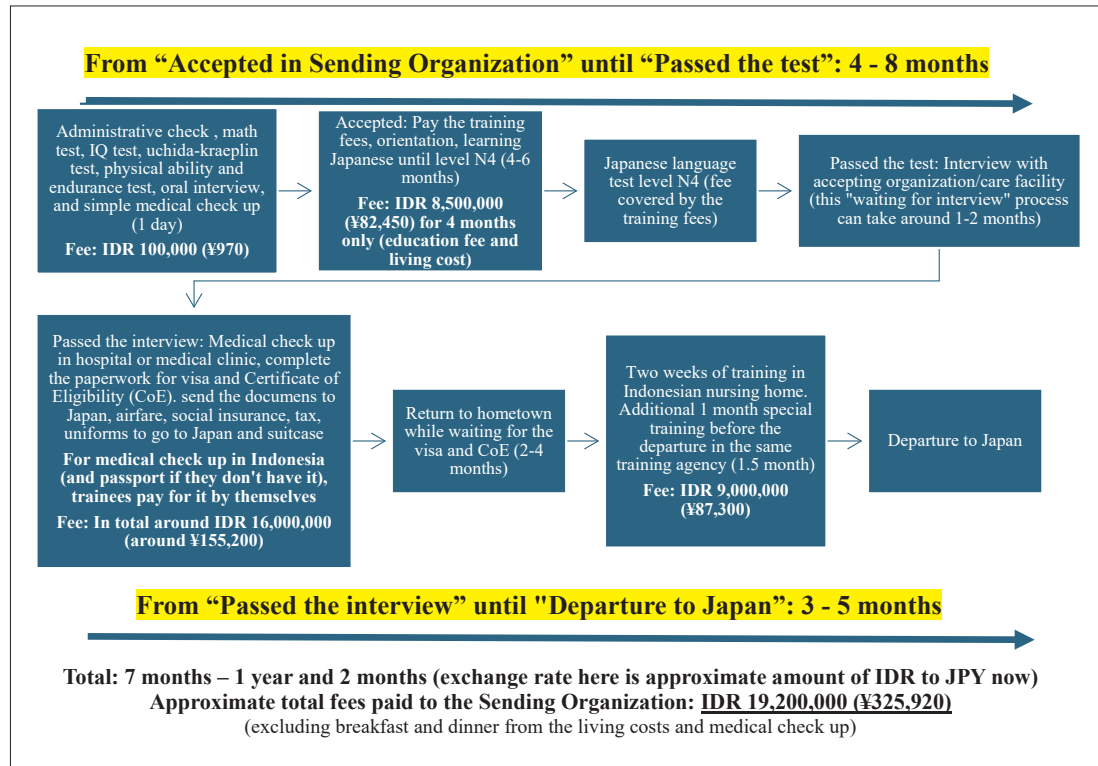 From “Accepted in Sending Organization” until “Passed the test”: 4 - 8 months
Administrative check , math
test, IQ test, uchida-kraeplin
test, physical ability and
endurance test, oral interview,
and simple medical check up
(1 day)
Fee: IDR 100,000 (¥970)
Accepted: Pay the training
fees, orientation, learning
Japanese until level N4 (4-6
months)
Fee: IDR 8,500,000
(¥82,450) for 4 months
only (education fee and
living cost)
Japanese language
test level N4 (fee
covered by the
training fees)
Passed the test: Interview with
accepting organization/care facility
(this "waiting for interview" process
can take around 1-2 months)
Passed the interview: Medical check up
in hospital or medical clinic, complete
the paperwork for visa and Certificate of
Eligibility (CoE). send the documens to
Japan, airfare, social insurance, tax,
uniforms to go to Japan and suitcase
For medical check up in Indonesia
(and passport if they don't have it),
trainees pay for it by themselves
Fee: In total around IDR 16,000,000
(around ¥155,200)
Return to hometown
while waiting for the
visa and CoE (2-4
months)
Two weeks of training in
Indonesian nursing home.
Additional 1 month special
training before the
departure in the same
training agency (1.5 month)
Fee: IDR 9,000,000
(¥87,300)
Departure to Japan
From “Passed the interview” until "Departure to Japan”: 3 - 5 months
Total: 7 months – 1 year and 2 months (exchange rate here is approximate amount of IDR to JPY now)
Approximate total fees paid to the Sending Organization: IDR 19,200,000 (¥325,920)
(excluding breakfast and dinner from the living costs and medical check up)